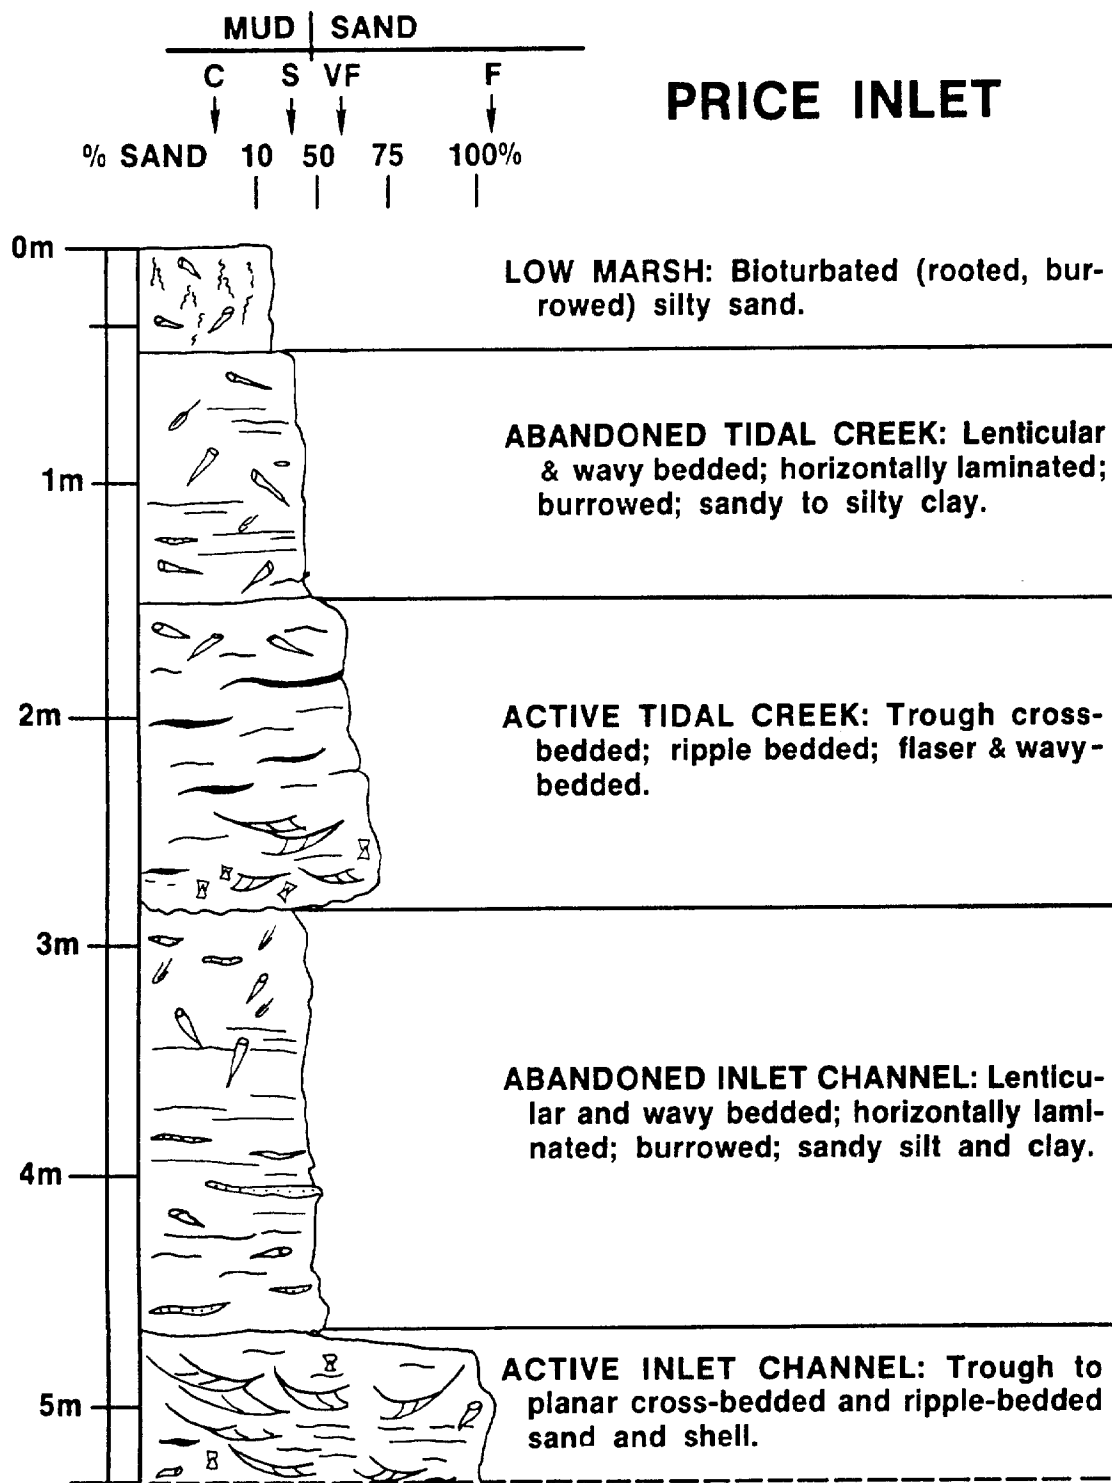 MUD | SAND
C S VF F
PRICE INLET
% SAND 10 50 75 100%
0m
LOW MARSH: Bioturbated (rooted, bur-
rowed) silty sand.
ABANDONED TIDAL CREEK: Lenticular
& wavy bedded; horizontally laminated;
burrowed; sandy to silty clay.
1m
2m
ACTIVE TIDAL CREEK: Trough cross-
bedded; ripple bedded; flaser & wavy-
bedded.
3m
ABANDONED INLET CHANNEL: Lenticu-
lar and wavy bedded; horizontally lami-
nated; burrowed; sandy silt and clay.
4m
ACTIVE INLET CHANNEL: Trough to
planar cross-bedded and ripple-bedded
sand and shell.
5m